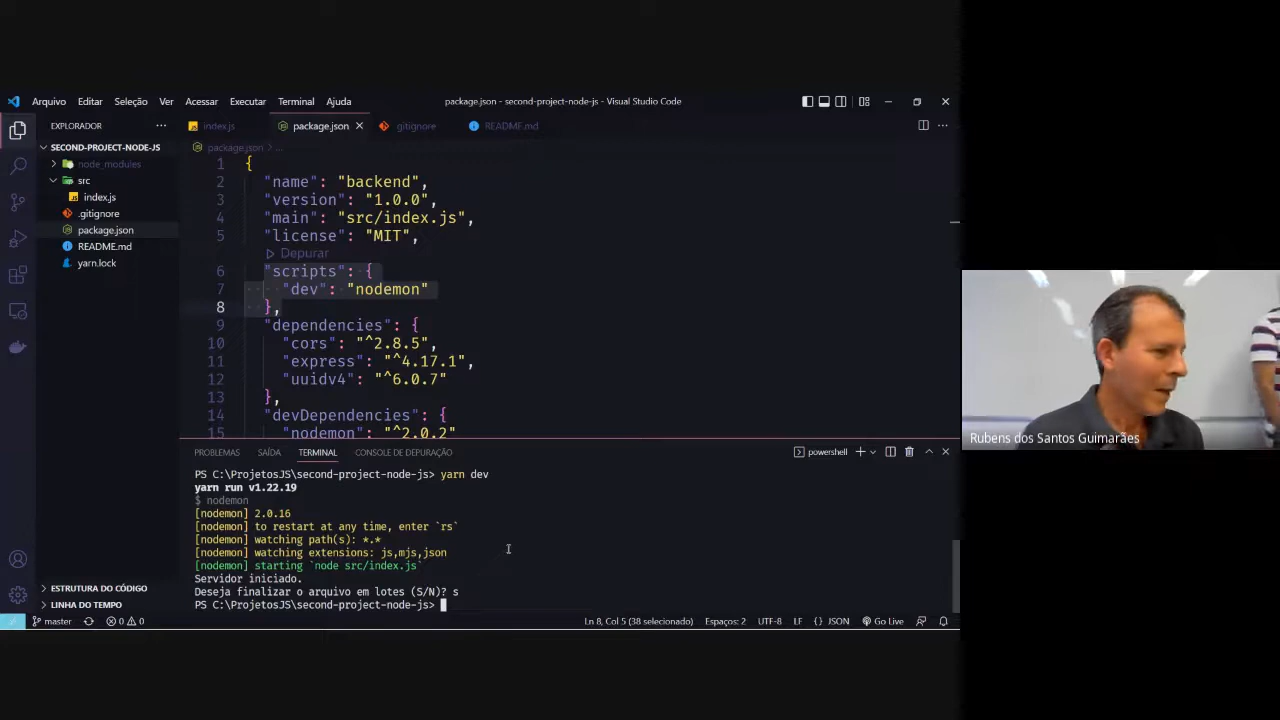 Arquivo Editar Seleção Ver Acessar Executar Terminal Ajuda
package.json - second-project-node-js - Visual Studio Code
EXPLORADOR
index.js
package.json
gitignore
README.md
SECOND-PROJECT-NODE-JS
node_modules
src
index.js
.gitignore
package.json
README.md
yarn.lock
package.json > ...
1 {
2 "name": "backend",
3 "version": "1.0.0",
4 "main": "src/index.js",
5 "license": "MIT",
Depurar
6 "scripts": {
7 "dev": "nodemon"
8 },
9 "dependencies": {
10 "cors": "^2.8.5",
11 "express": "^4.17.1",
12 "uuidv4": "^6.0.7"
13 },
14 "devDependencies": {
15 "nodemon": "^2.0.2"
PROBLEMAS SAÍDA TERMINAL CONSOLE DE DEPURAÇÃO
powershell
PS C:\ProjetosJS\second-project-node-js> yarn dev
yarn run v1.22.19
$ nodemon
[nodemon] 2.0.16
[nodemon] to restart at any time, enter `rs`
[nodemon] watching path(s): *.*
[nodemon] watching extensions: js,mjs,json
[nodemon] starting `node src/index.js`
Servidor iniciado.
Deseja finalizar o arquivo em lotes (S/N)? s
PS C:\ProjetosJS\second-project-node-js>
ESTRUTURA DO CÓDIGO
LINHA DO TEMPO
master
0 0
Ln 8, Col 5 (38 selecionado) Espaços: 2 UTF-8 LF {} JSON Go Live
Rubens dos Santos Guimarães